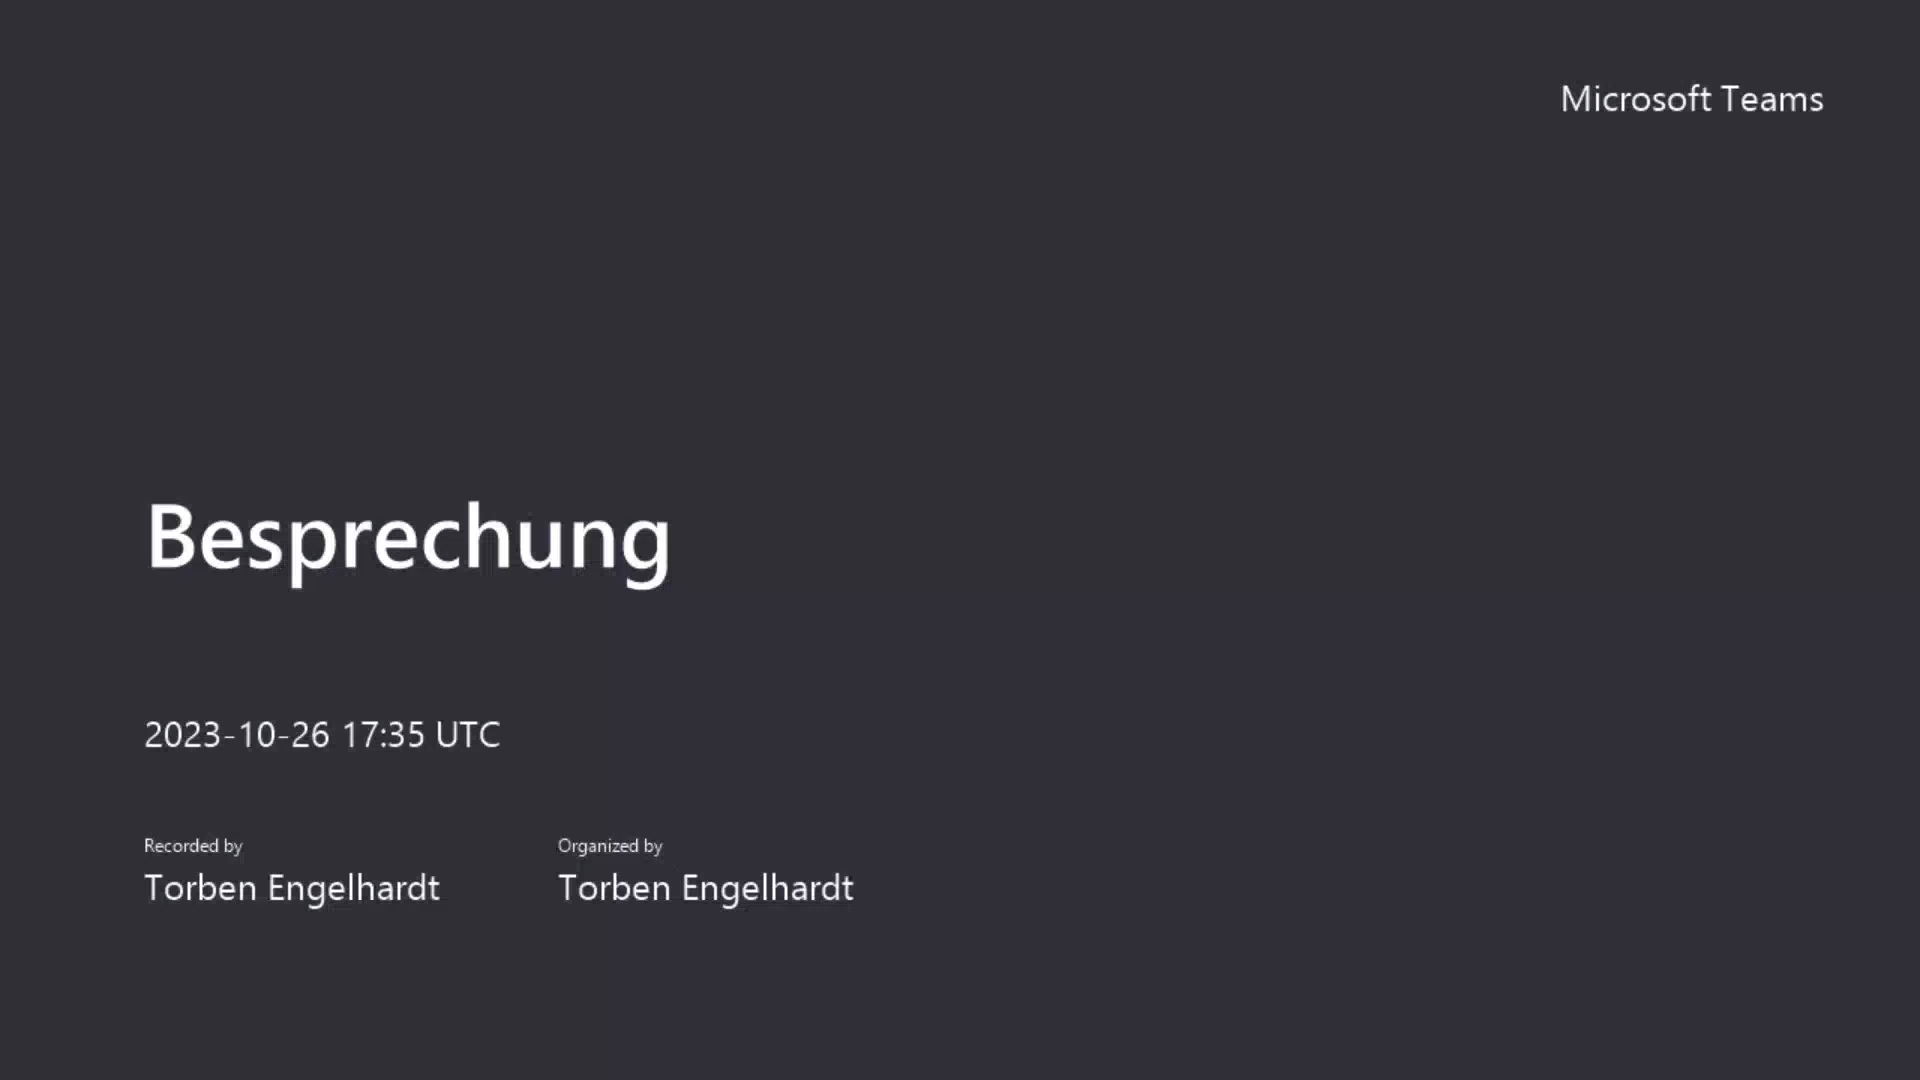 Microsoft Teams
Besprechung
2023-10-26 17:35 UTC
Recorded by
Torben Engelhardt
Organized by
Torben Engelhardt